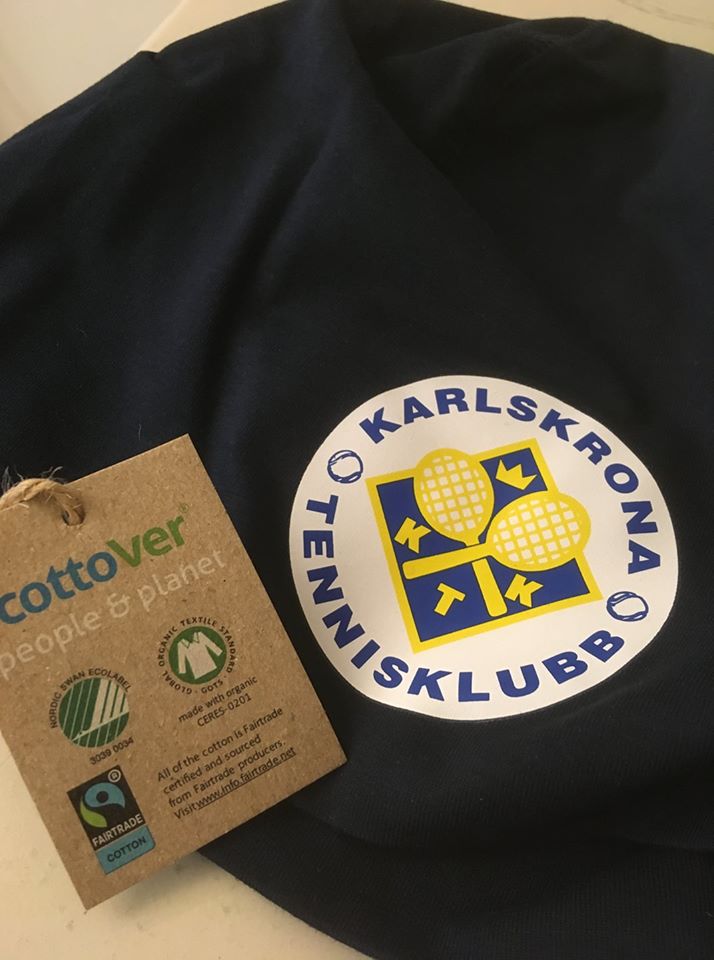 KARLSKRONA
TENNISKLUBB
K
K
T
K
cottover®
people & planet
NORDIC SWAN ECOLABEL
3039 0034
GLOBAL ORGANIC TEXTILE STANDARD
· GOTS ·
made with organic
CERES-0201
All of the cotton is Fairtrade
certified and sourced
from Fairtrade producers.
Visit www.info.fairtrade.net
®
FAIRTRADE
COTTON